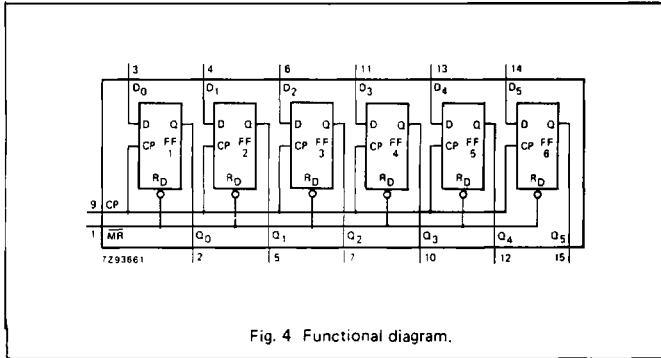 3 4 6 11 13 14
D0 D1 D2 D3 D4 D5
D Q D Q D Q D Q D Q D Q
CP FF 1 CP FF 2 CP FF 3 CP FF 4 CP FF 5 CP FF 6
RD RD RD RD RD RD
9 CP
1 MR Q0 Q1 Q2 Q3 Q4 Q5
7Z93661 2 5 7 10 12 15
Fig. 4 Functional diagram.